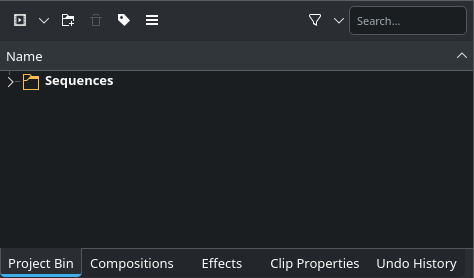 Search...
Name
Sequences
Project Bin Compositions Effects Clip Properties Undo History